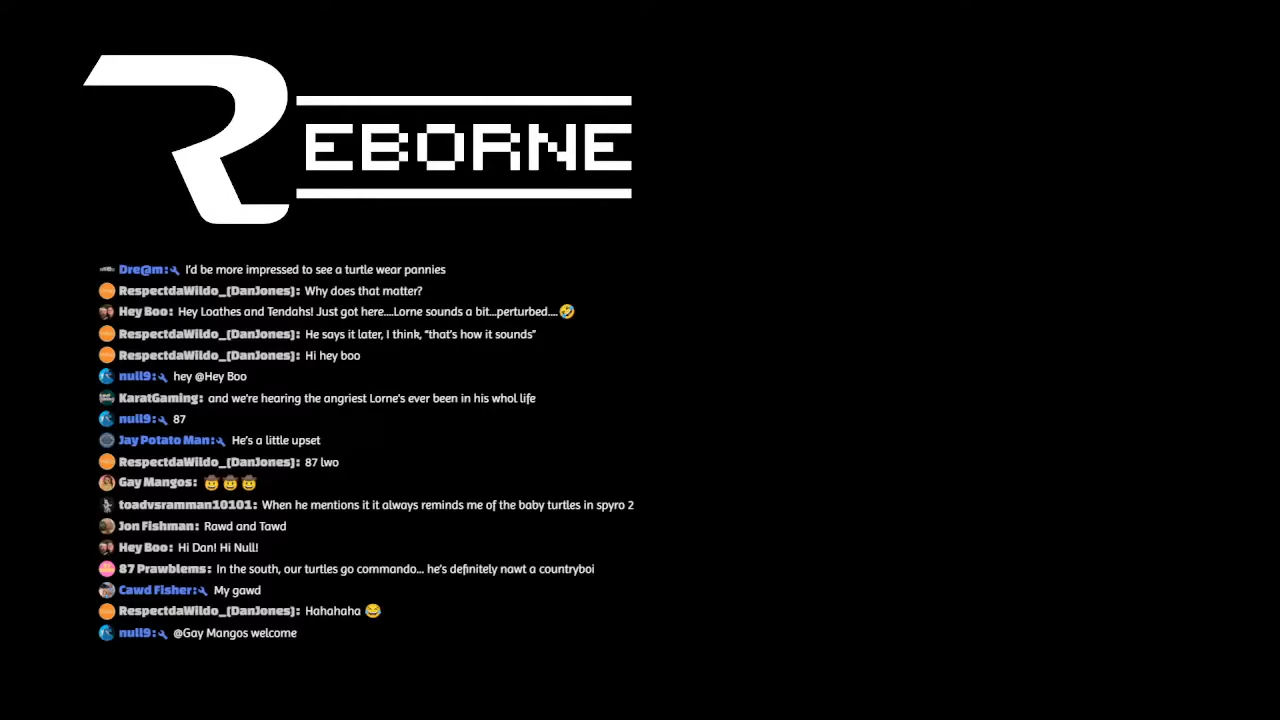 REBORNE
Dre@m: I'd be more impressed to see a turtle wear pannies
RespectdaWildo_(DanJones): Why does that matter?
Hey Boo: Hey Loathes and Tendahs! Just got here....Lorne sounds a bit...perturbed....🤣
RespectdaWildo_(DanJones): He says it later, I think, “that’s how it sounds”
RespectdaWildo_(DanJones): Hi hey boo
null9: hey @Hey Boo
KaratGaming: and we're hearing the angriest Lorne's ever been in his whol life
null9: 87
Jay Potato Man: He's a little upset
RespectdaWildo_(DanJones): 87 lwo
Gay Mangos: 🤠🤠🤠
toadvsramman10101: When he mentions it it always reminds me of the baby turtles in spyro 2
Jon Fishman: Rawd and Tawd
Hey Boo: Hi Dan! Hi Null!
87 Prawblems: In the south, our turtles go commando... he's definitely nawt a countryboi
Cawd Fisher: My gawd
RespectdaWildo_(DanJones): Hahahaha 😂
null9: @Gay Mangos welcome